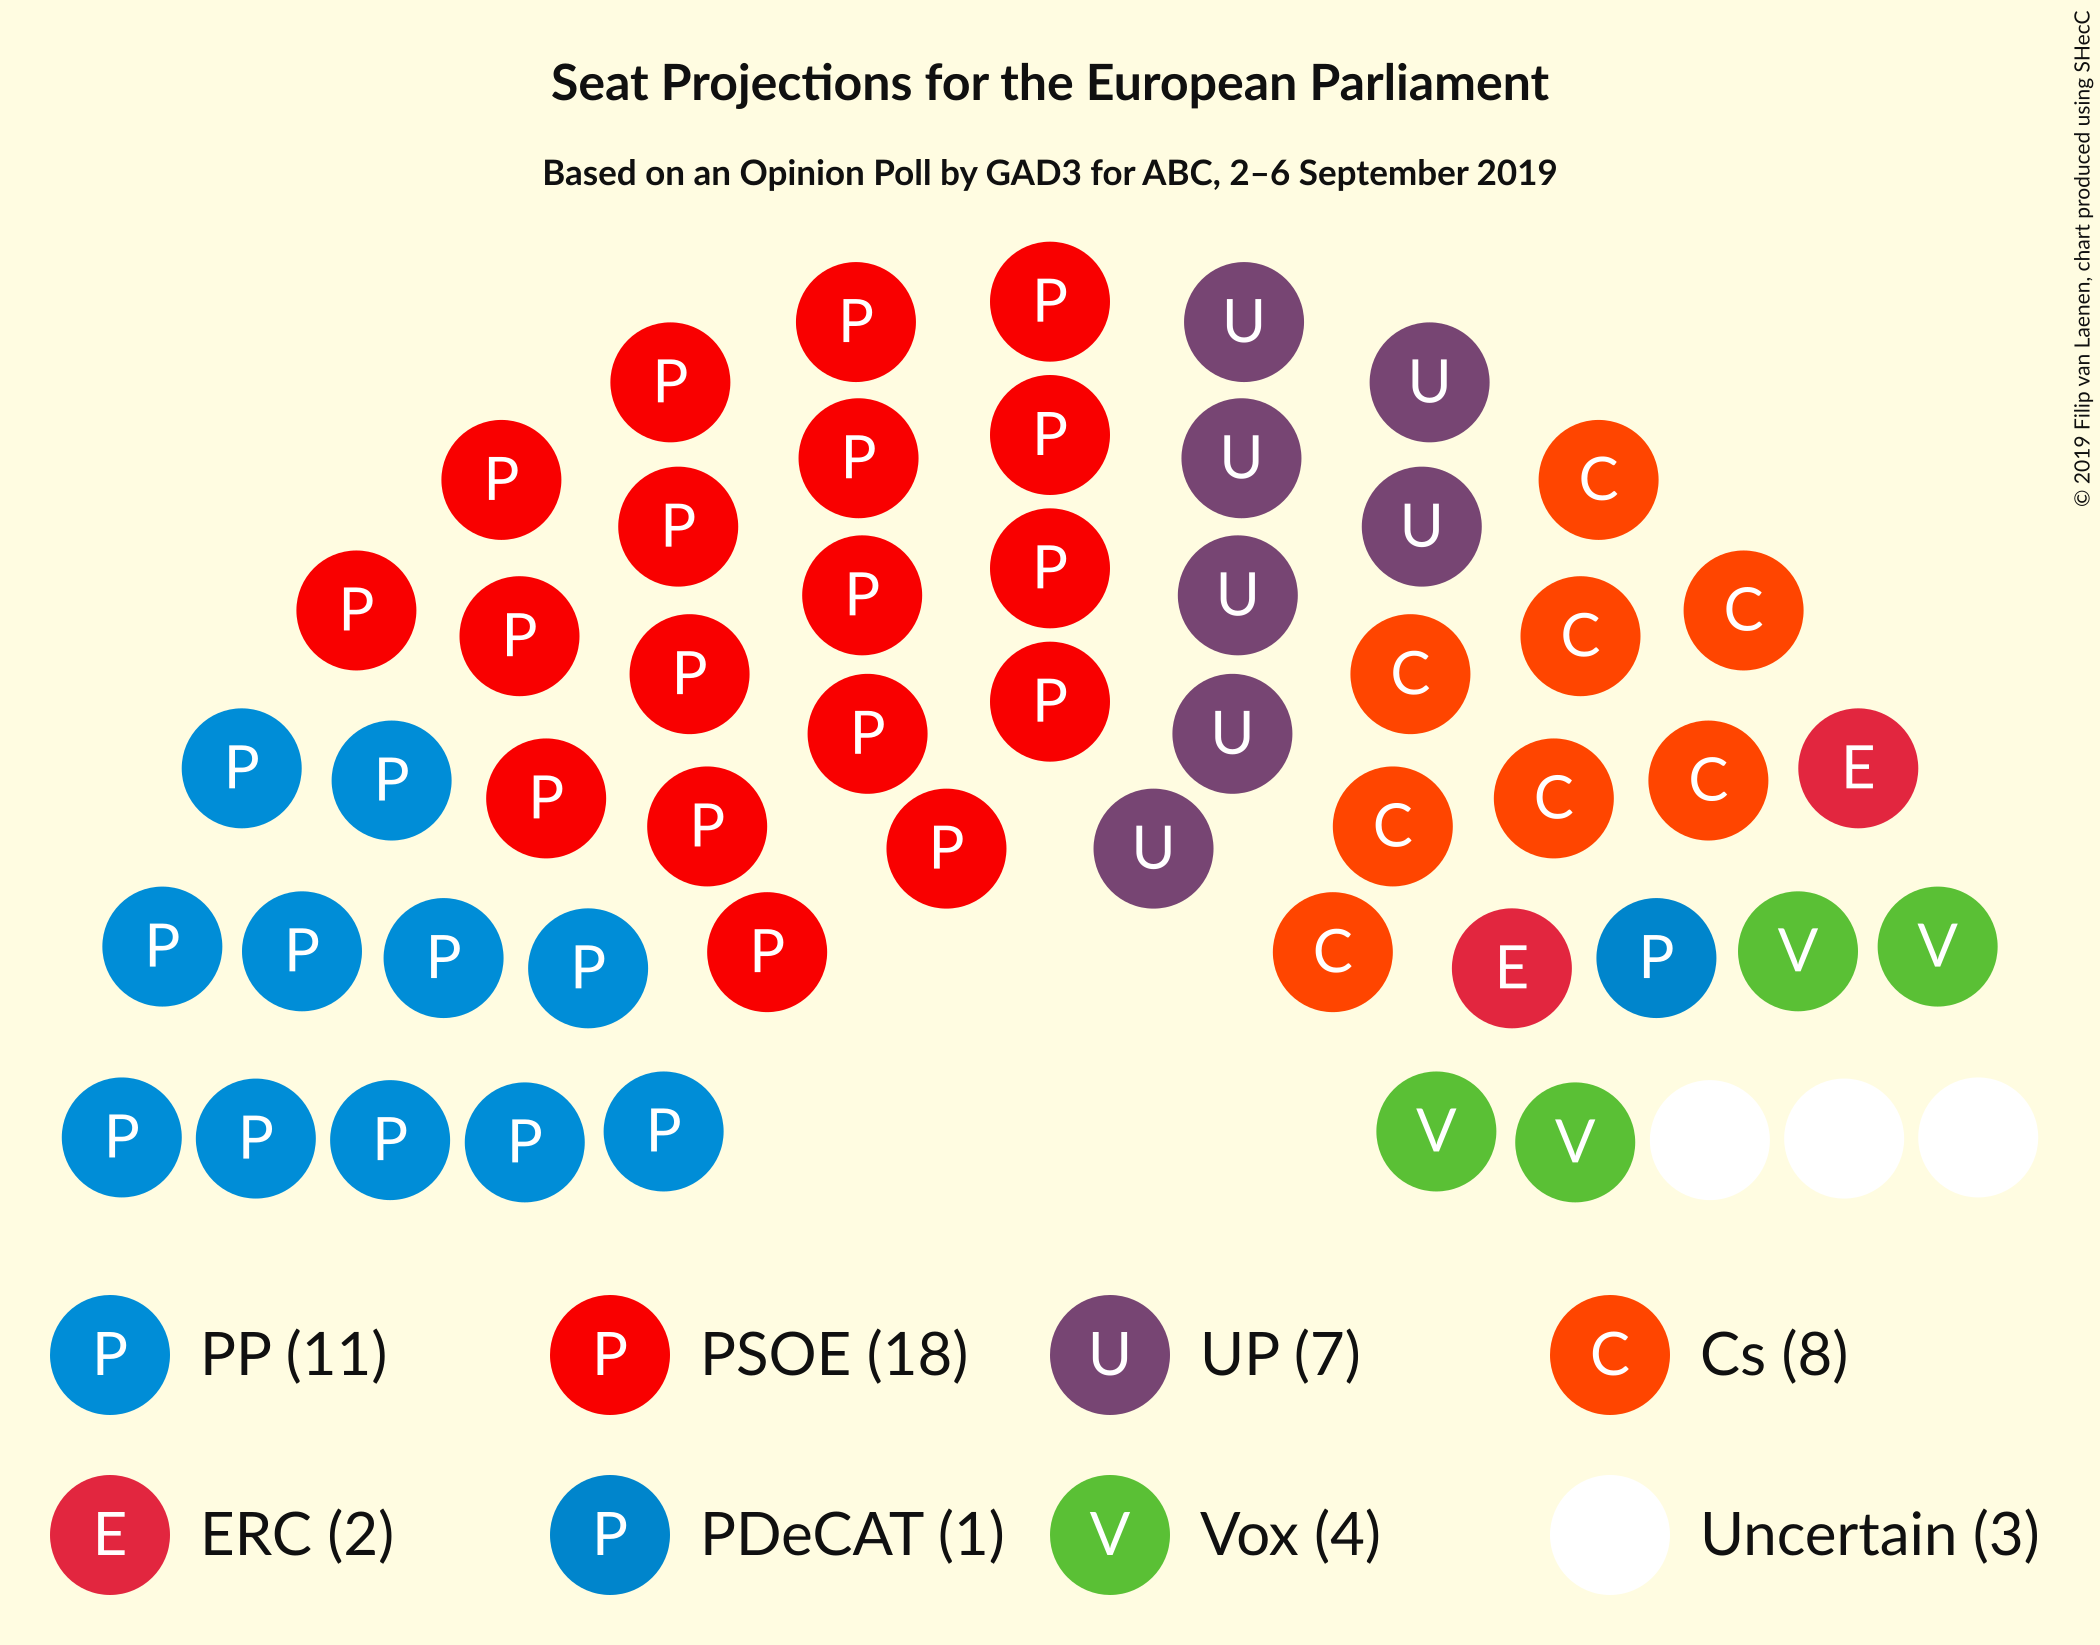 Seat Projections for the European Parliament
Based on an Opinion Poll by GAD3 for ABC, 2–6 September 2019
© 2019 Filip van Laenen, chart produced using SHecC
P
P U
P U
P
P U
P C
P U
P
P U
P C
P U
P C
P C
P C
P U
P P C E
P C
P C
P U
P P P P E P V V
P C
P P P P P V V
P PP (11) P PSOE (18) U UP (7) C Cs (8)
E ERC (2) P PDeCAT (1) V Vox (4) Uncertain (3)